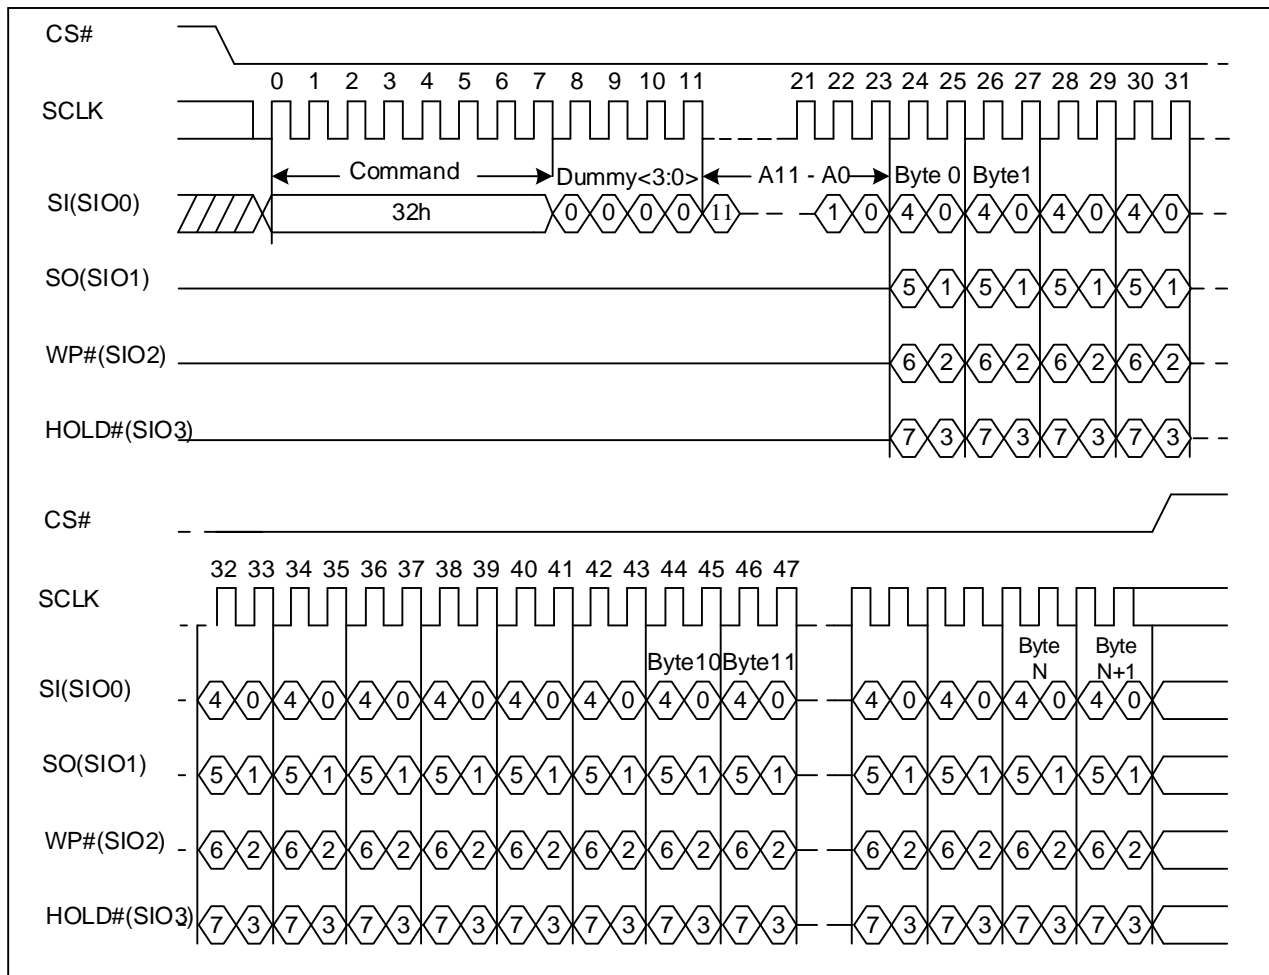 CS#
0 1 2 3 4 5 6 7 8 9 10 11 21 22 23 24 25 26 27 28 29 30 31
SCLK
Command Dummy<3:0> A11 - A0 Byte 0 Byte1
SI(SIO0) 32h 0 0 0 0 11 1 0 4 0 4 0 4 0 4 0
SO(SIO1) 5 1 5 1 5 1 5 1
WP#(SIO2) 6 2 6 2 6 2 6 2
HOLD#(SIO3) 7 3 7 3 7 3 7 3
CS#
32 33 34 35 36 37 38 39 40 41 42 43 44 45 46 47
SCLK
Byte10 Byte11 Byte N Byte N+1
SI(SIO0) 4 0 4 0 4 0 4 0 4 0 4 0 4 0 4 0 4 0 4 0 4 0 4 0
SO(SIO1) 5 1 5 1 5 1 5 1 5 1 5 1 5 1 5 1 5 1 5 1 5 1 5 1
WP#(SIO2) 6 2 6 2 6 2 6 2 6 2 6 2 6 2 6 2 6 2 6 2 6 2 6 2
HOLD#(SIO3) 7 3 7 3 7 3 7 3 7 3 7 3 7 3 7 3 7 3 7 3 7 3 7 3